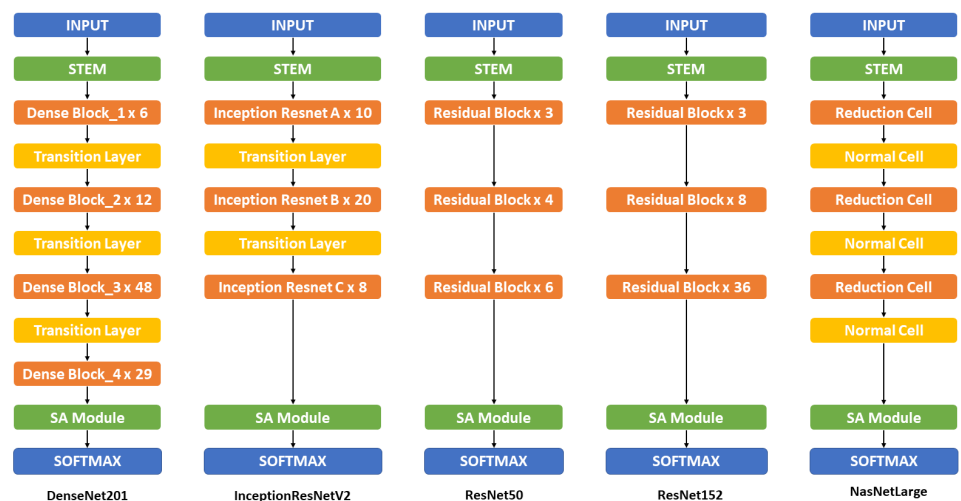 INPUT
STEM
Dense Block_1 x 6
Transition Layer
Dense Block_2 x 12
Transition Layer
Dense Block_3 x 48
Transition Layer
Dense Block_4 x 29
SA Module
SOFTMAX
DenseNet201
INPUT
STEM
Inception Resnet A x 10
Transition Layer
Inception Resnet B x 20
Transition Layer
Inception Resnet C x 8
SA Module
SOFTMAX
InceptionResNetV2
INPUT
STEM
Residual Block x 3
Residual Block x 4
Residual Block x 6
SA Module
SOFTMAX
ResNet50
INPUT
STEM
Residual Block x 3
Residual Block x 8
Residual Block x 36
SA Module
SOFTMAX
ResNet152
INPUT
STEM
Reduction Cell
Normal Cell
Reduction Cell
Normal Cell
Reduction Cell
Normal Cell
SA Module
SOFTMAX
NasNetLarge